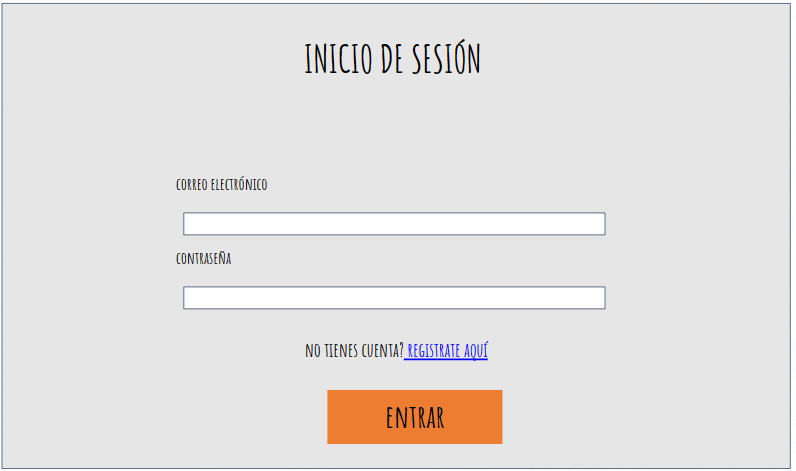 INICIO DE SESIÓN
CORREO ELECTRÓNICO
CONTRASEÑA
NO TIENES CUENTA? REGISTRATE AQUÍ
ENTRAR